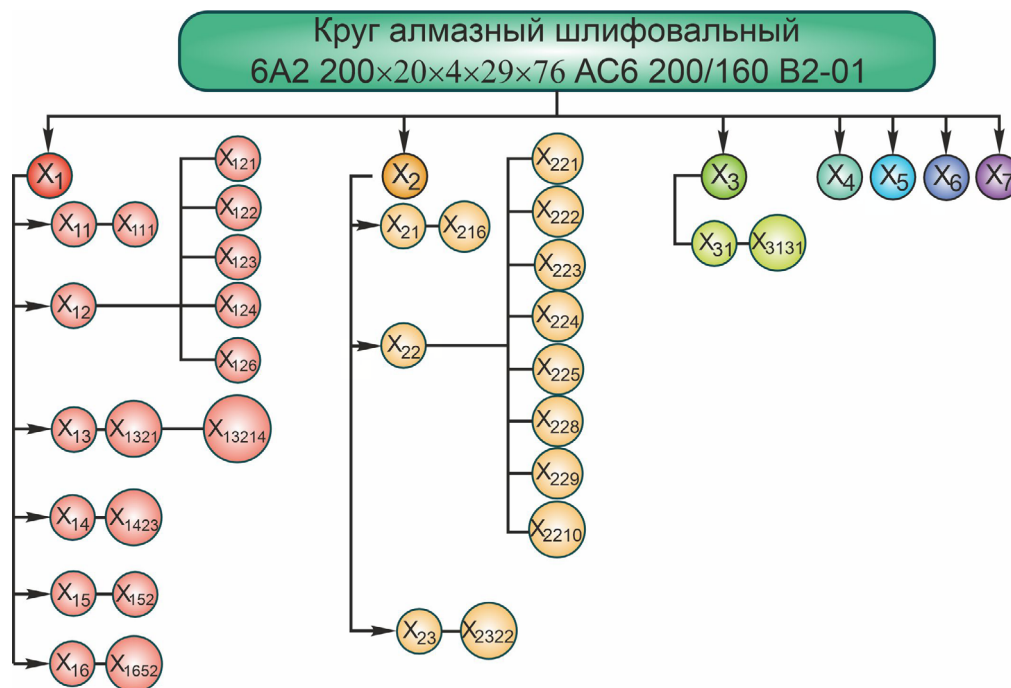 Круг алмазный шлифовальный
6А2 200×20×4×29×76 АС6 200/160 В2-01
X1 X2 X3 X4 X5 X6 X7
X11 X111
X12
X121
X122
X123
X124
X126
X13 X1321 X13214
X14 X1423
X15 X152
X16 X1652
X21 X216
X22
X221
X222
X223
X224
X225
X228
X229
X2210
X23 X2322
X31 X3131